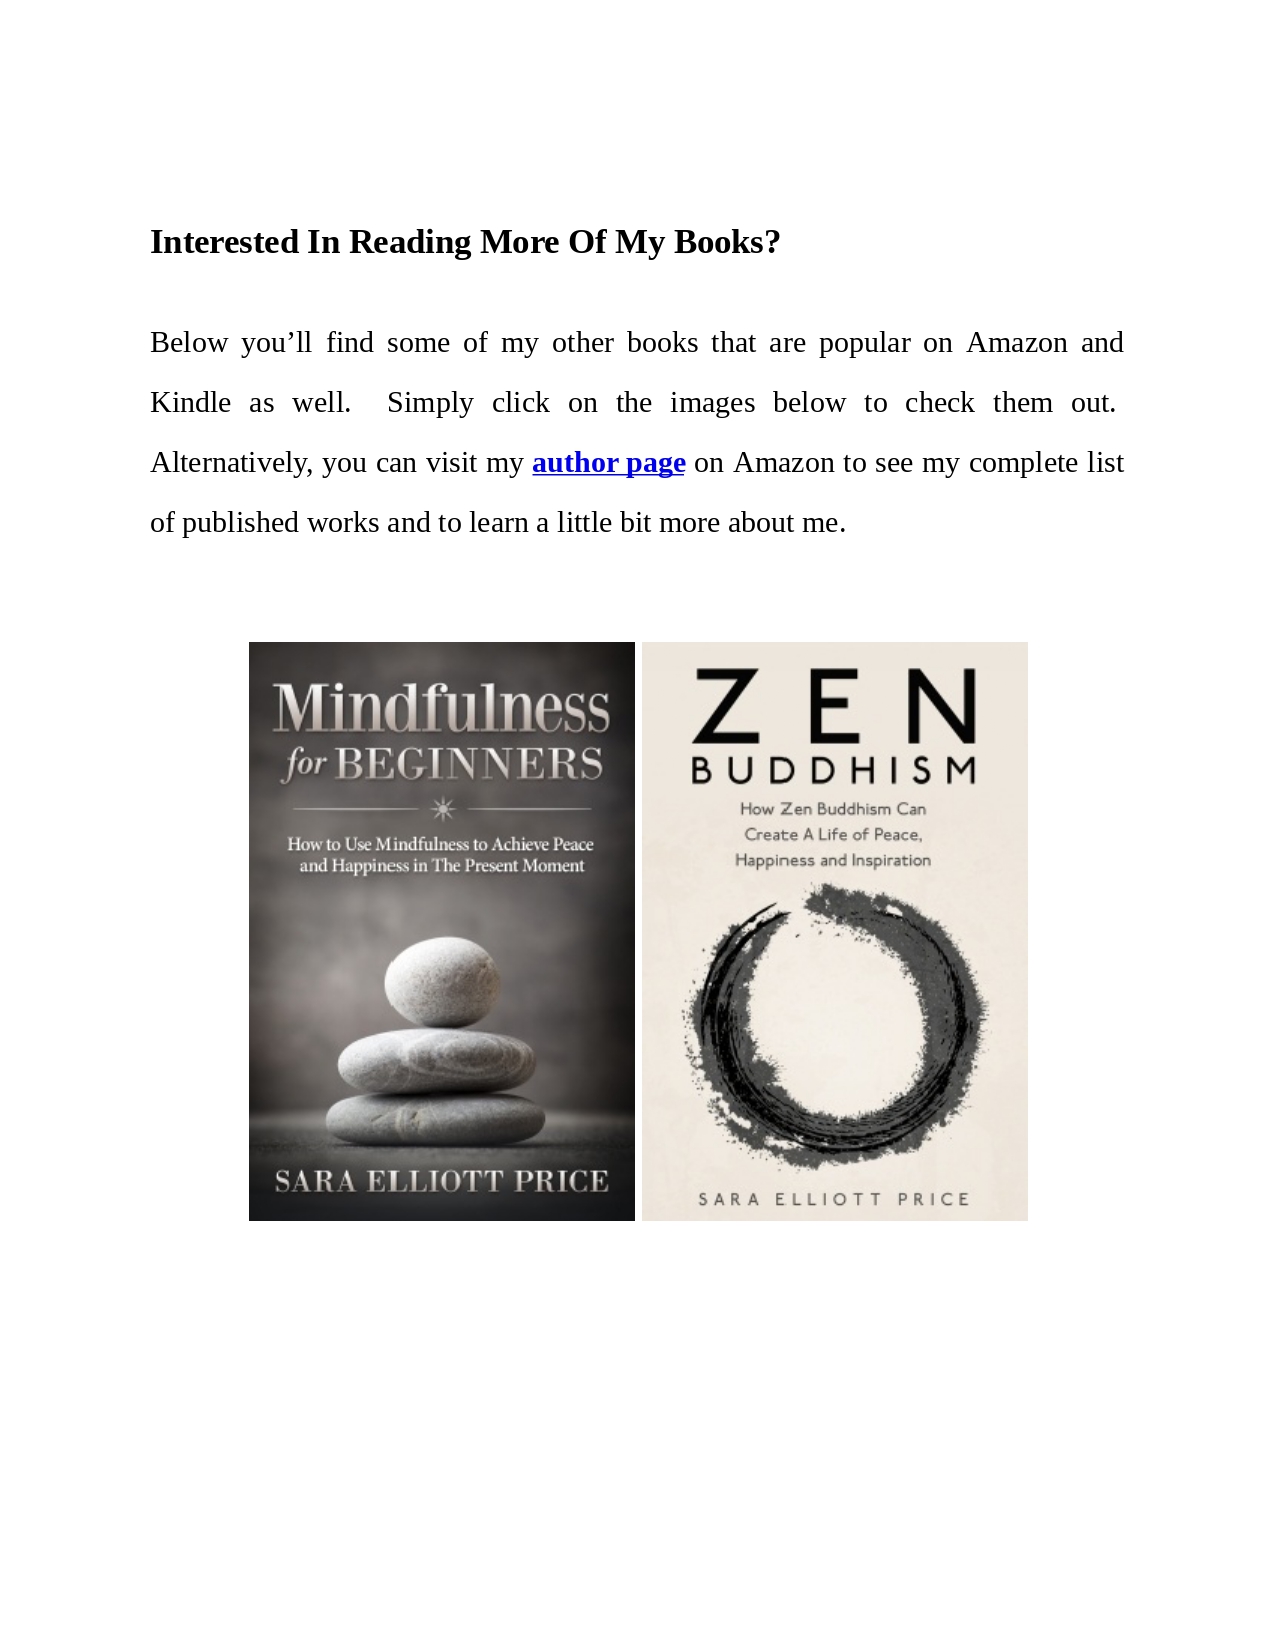 Interested In Reading More Of My Books?
Below you’ll find some of my other books that are popular on Amazon and
Kindle as well. Simply click on the images below to check them out.
Alternatively, you can visit my author page on Amazon to see my complete list
of published works and to learn a little bit more about me.
Mindfulness
for BEGINNERS
How to Use Mindfulness to Achieve Peace
and Happiness in The Present Moment
SARA ELLIOTT PRICE
ZEN
BUDDHISM
How Zen Buddhism Can
Create A Life of Peace,
Happiness and Inspiration
SARA ELLIOTT PRICE